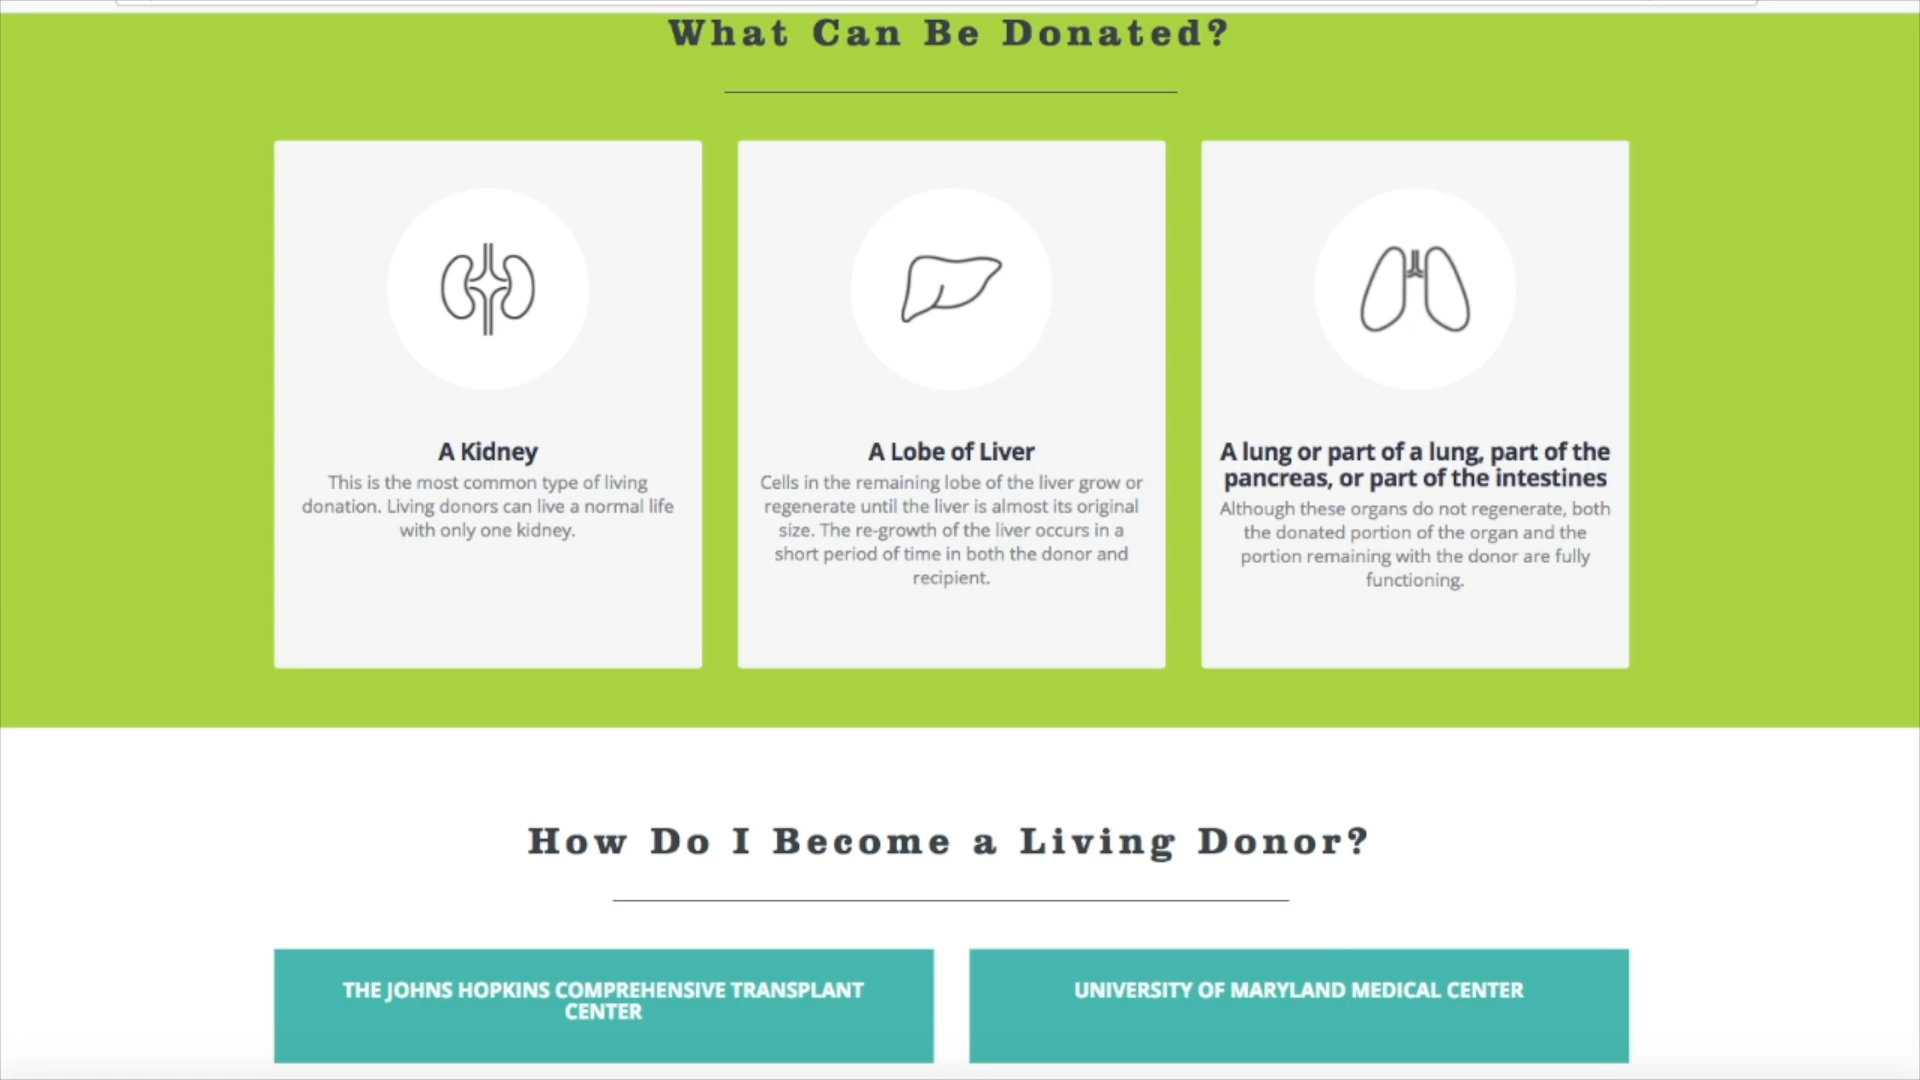 What Can Be Donated?
A Kidney
This is the most common type of living
donation. Living donors can live a normal life
with only one kidney.
A Lobe of Liver
Cells in the remaining lobe of the liver grow or
regenerate until the liver is almost its original
size. The re-growth of the liver occurs in a
short period of time in both the donor and
recipient.
A lung or part of a lung, part of the
pancreas, or part of the intestines
Although these organs do not regenerate, both
the donated portion of the organ and the
portion remaining with the donor are fully
functioning.
How Do I Become a Living Donor?
THE JOHNS HOPKINS COMPREHENSIVE TRANSPLANT
CENTER
UNIVERSITY OF MARYLAND MEDICAL CENTER